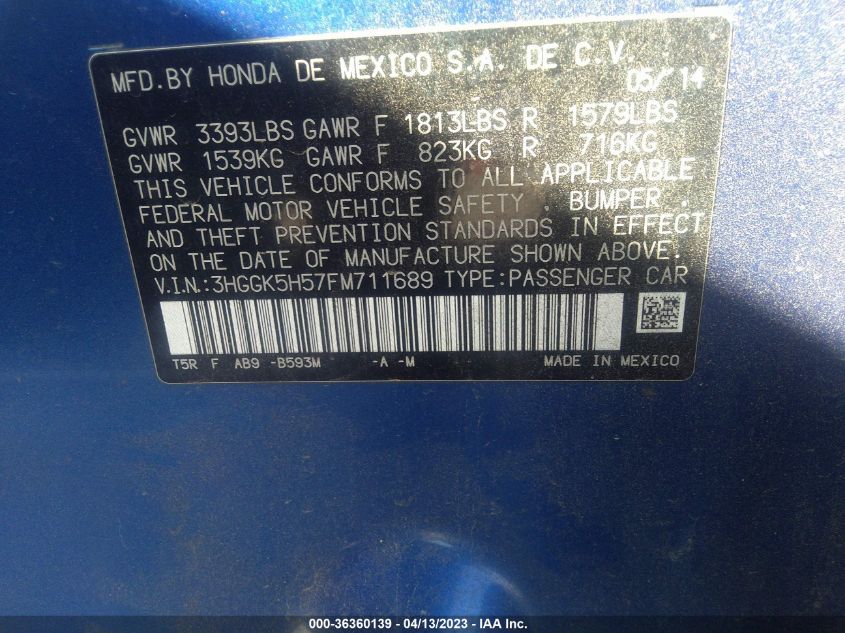 MFD.BY HONDA DE MEXICO S.A. DE C.V.
05/14
GVWR 3393LBS GAWR F 1813LBS R 1579LBS
GVWR 1539KG GAWR F 823KG R 716KG
THIS VEHICLE CONFORMS TO ALL APPLICABLE
FEDERAL MOTOR VEHICLE SAFETY , BUMPER ,
AND THEFT PREVENTION STANDARDS IN EFFECT
ON THE DATE OF MANUFACTURE SHOWN ABOVE.
V.I.N.:3HGGK5H57FM711689 TYPE:PASSENGER CAR
T5R F AB9 -B593M -A -M MADE IN MEXICO
000-36360139 - 04/13/2023 - IAA Inc.